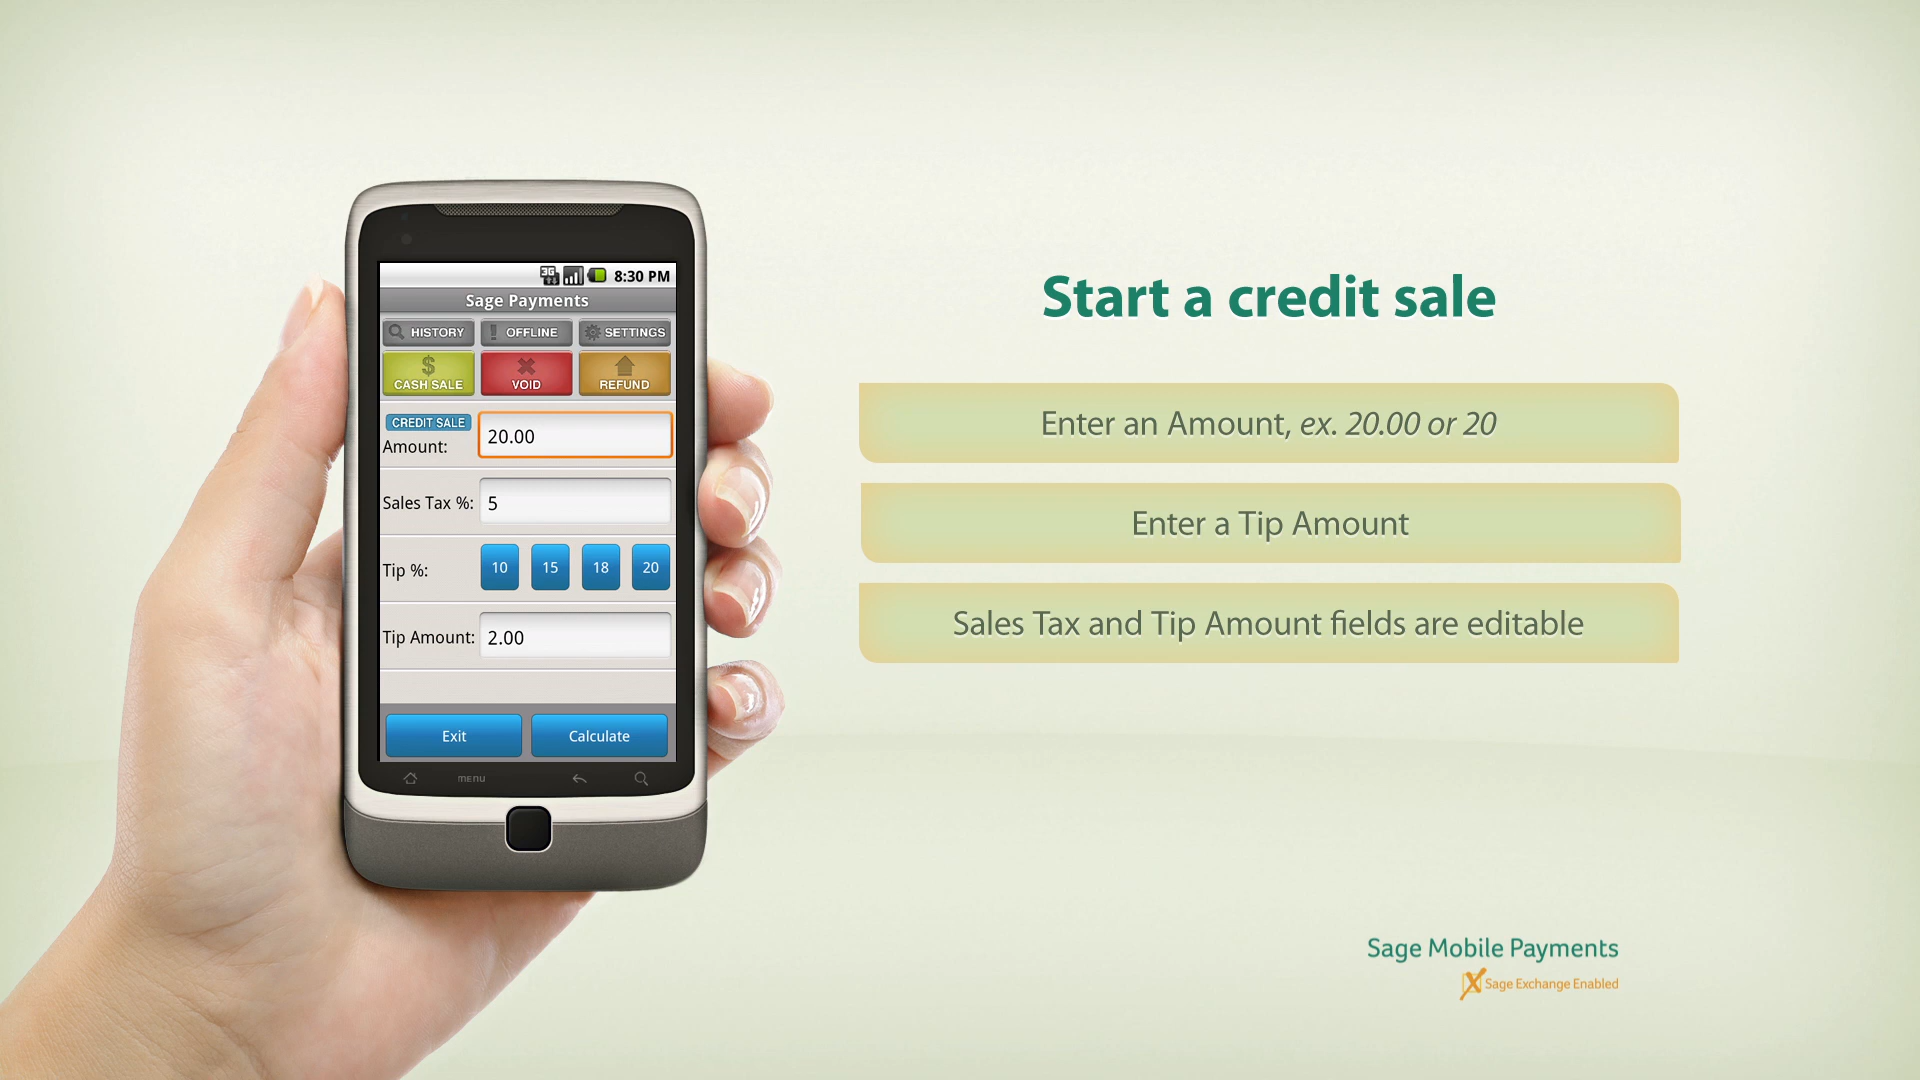 3G 8:30 PM
Sage Payments
HISTORY OFFLINE SETTINGS
$
CASH SALE VOID REFUND
CREDIT SALE
Amount: 20.00
Sales Tax %: 5
Tip %: 10 15 18 20
Tip Amount: 2.00
Exit Calculate
menu
Start a credit sale
Enter an Amount, ex. 20.00 or 20
Enter a Tip Amount
Sales Tax and Tip Amount fields are editable
Sage Mobile Payments
Sage Exchange Enabled